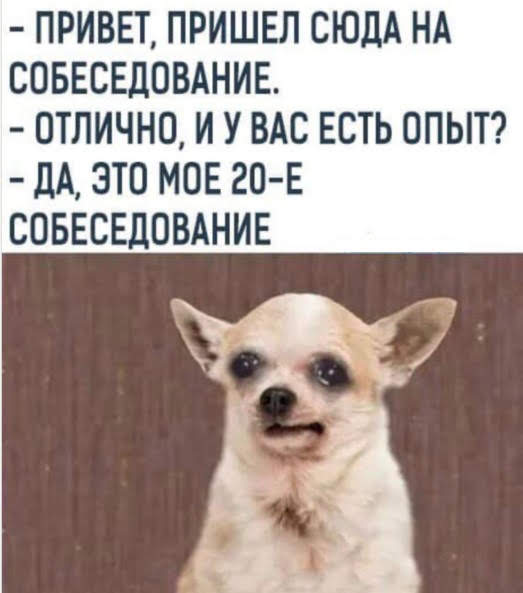 - ПРИВЕТ, ПРИШЕЛ СЮДА НА
СОБЕСЕДОВАНИЕ.
- ОТЛИЧНО, И У ВАС ЕСТЬ ОПЫТ?
- ДА, ЭТО МОЕ 20-Е
СОБЕСЕДОВАНИЕ